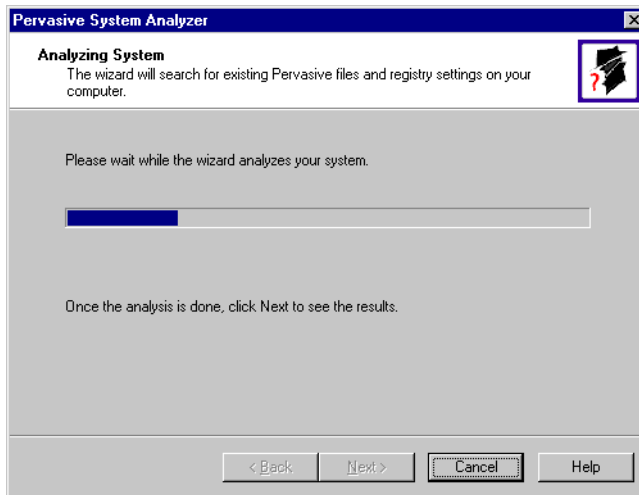 Pervasive System Analyzer
Analyzing System
The wizard will search for existing Pervasive files and registry settings on your
computer.
?
Please wait while the wizard analyzes your system.
Once the analysis is done, click Next to see the results.
< Back Next > Cancel Help